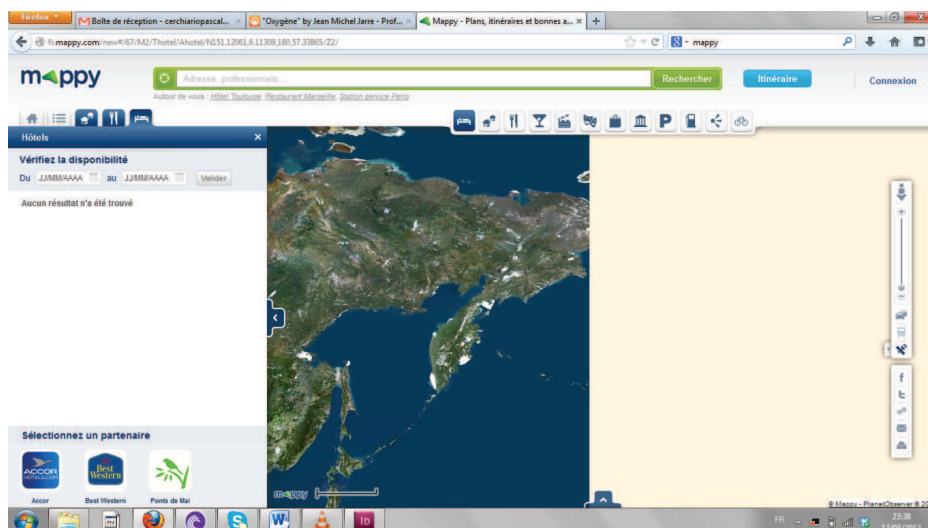 Firefox
Boîte de réception - cerchiariopascal...
"Oxygène" by Jean Michel Jarre - Prof...
Mappy - Plans, itinéraires et bonnes a...
fr.mappy.com/new#/67/M2/Thotel/Ahotel/N151.12061,6.11309,180,57.33865/Z2/
mappy
mappy
Adresse, professionnels...
Rechercher
Itinéraire
Connexion
Autour de vous : Hôtel Toulouse, Restaurant Marseille, Station service Paris
Hôtels
Vérifiez la disponibilité
Du JJ/MM/AAAA au JJ/MM/AAAA Valider
Aucun résultat n'a été trouvé
Sélectionnez un partenaire
ACCOR
HOTELS.COM
Best Western
Accor
Best Western
Ponts de Mai
mappy
© Mappy - PlanetObserver © 20
FR
23:38